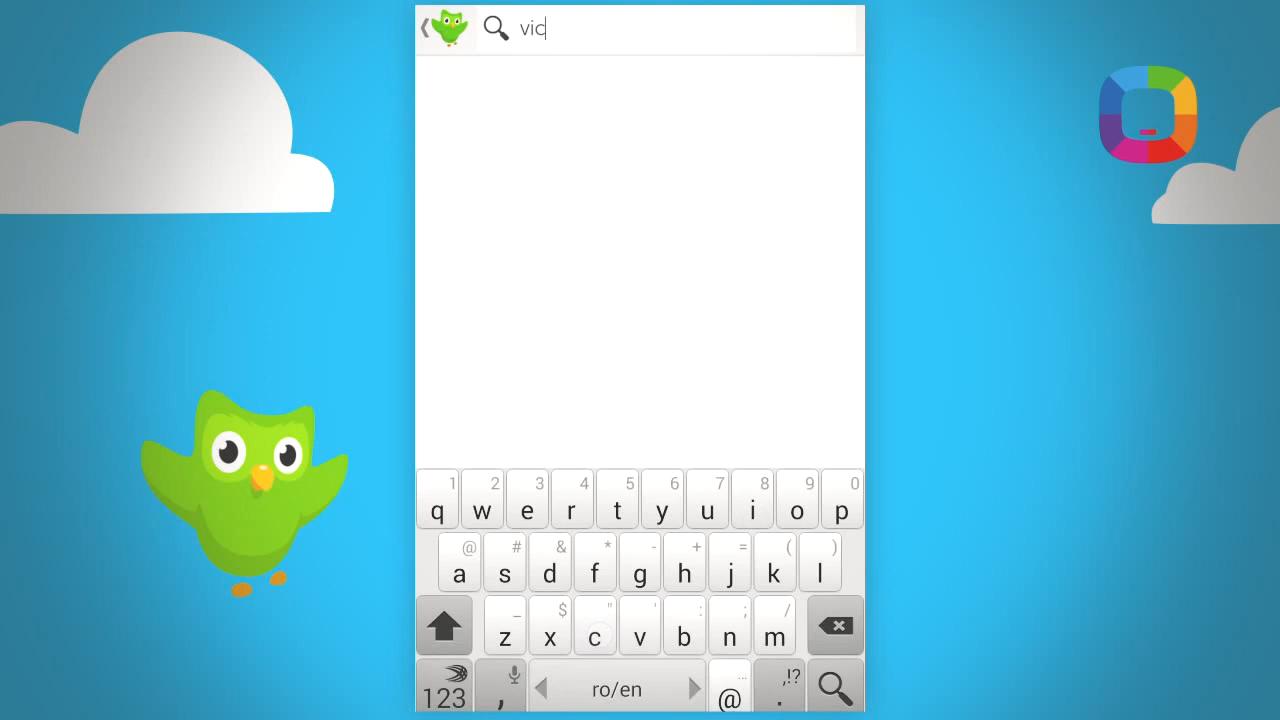 vic
1 2 3 4 5 6 7 8 9 0
q w e r t y u i o p
@ # & * - + = ( )
a s d f g h j k l
_ $ " ' : ; /
z x c v b n m
... ,!?
123 , ro/en @ .